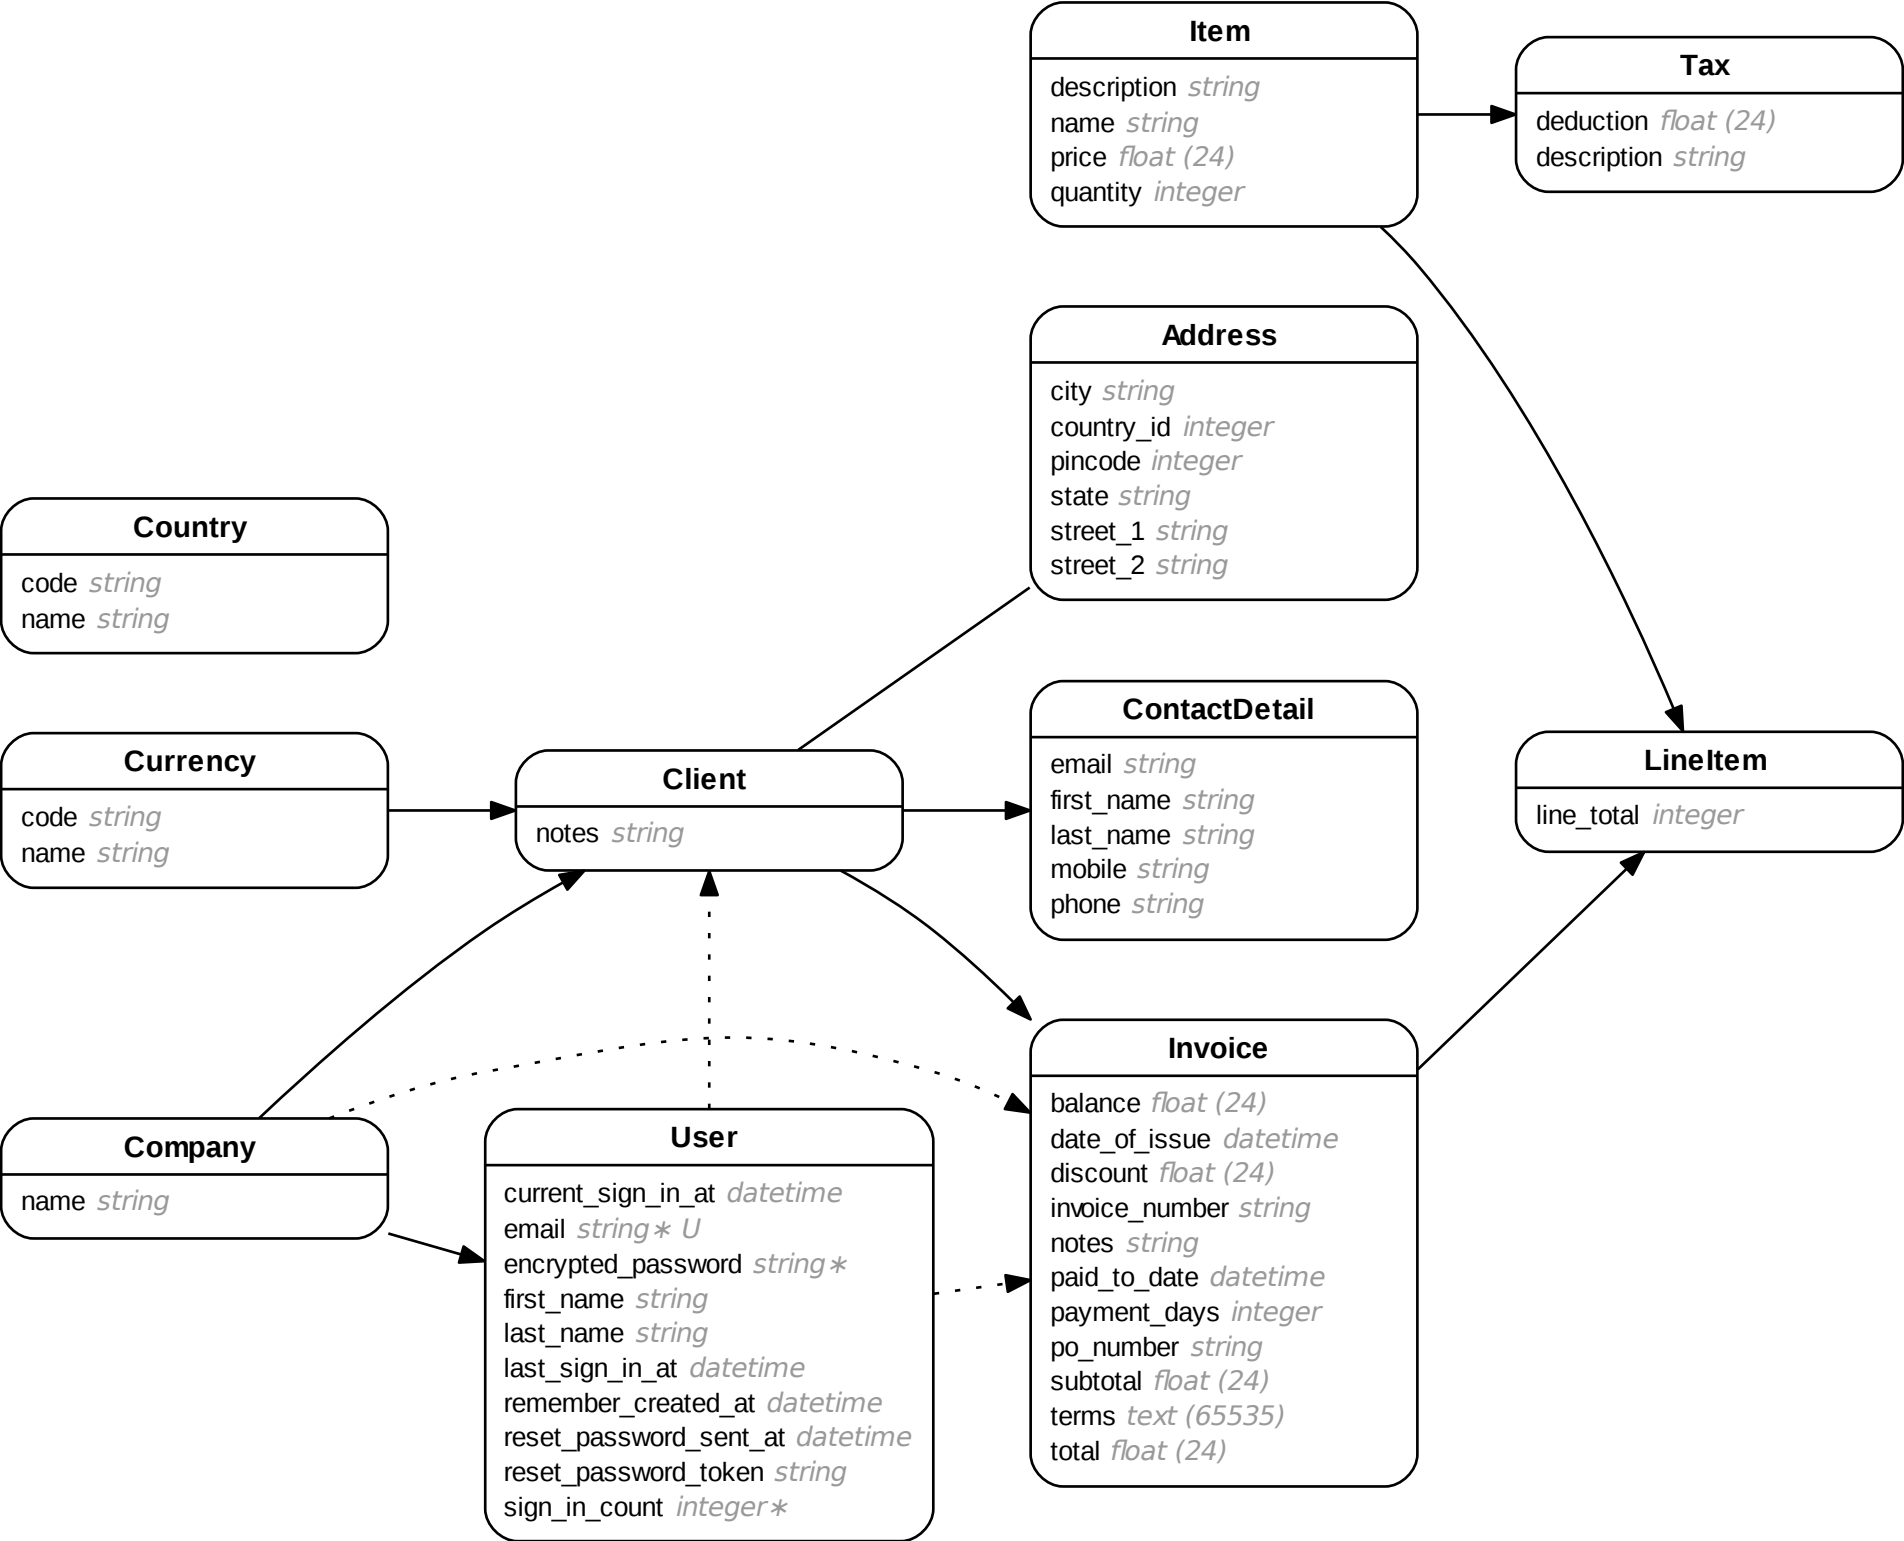 Item
description string
name string
price float (24)
quantity integer
Tax
deduction float (24)
description string
Address
city string
country_id integer
pincode integer
state string
street_1 string
street_2 string
Country
code string
name string
Currency
code string
name string
Client
notes string
ContactDetail
email string
first_name string
last_name string
mobile string
phone string
LineItem
line_total integer
Company
name string
User
current_sign_in_at datetime
email string∗ U
encrypted_password string∗
first_name string
last_name string
last_sign_in_at datetime
remember_created_at datetime
reset_password_sent_at datetime
reset_password_token string
sign_in_count integer∗
Invoice
balance float (24)
date_of_issue datetime
discount float (24)
invoice_number string
notes string
paid_to_date datetime
payment_days integer
po_number string
subtotal float (24)
terms text (65535)
total float (24)